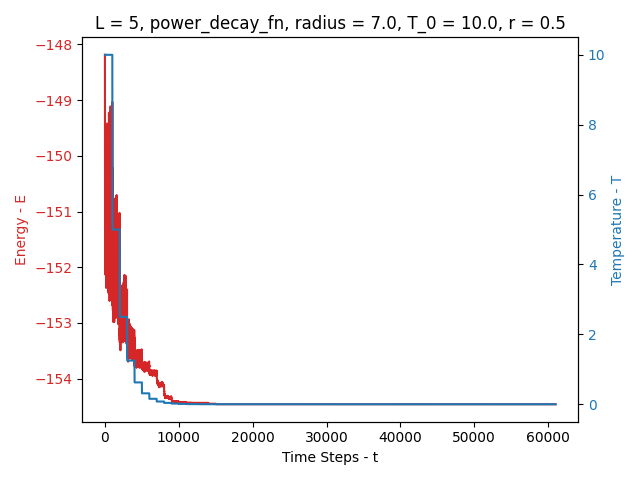 L = 5, power_decay_fn, radius = 7.0, T_0 = 10.0, r = 0.5
−148
−149
−150
−151
−152
−153
−154
Energy - E
10
8
6
4
2
0
Temperature - T
0 10000 20000 30000 40000 50000 60000
Time Steps - t